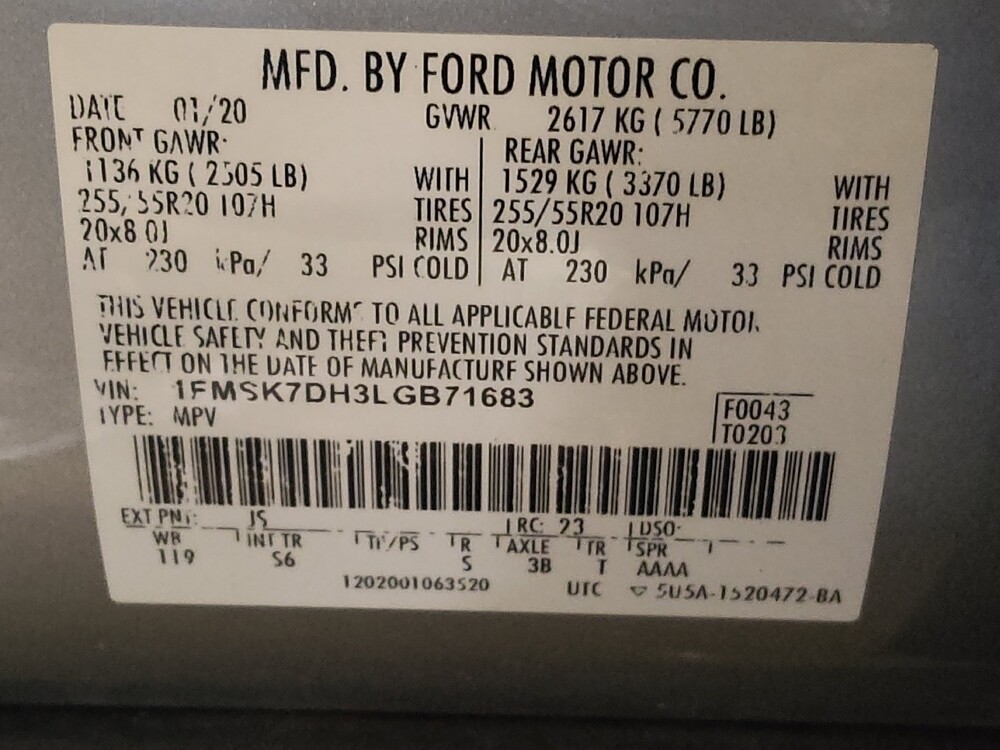 MFD. BY FORD MOTOR CO.
DATE 01/20 GVWR 2617 KG ( 5770 LB)
FRONT GAWR: REAR GAWR:
1136 KG ( 2505 LB) WITH 1529 KG ( 3370 LB) WITH
255/55R20 107H TIRES 255/55R20 107H TIRES
20x8.0J RIMS 20x8.0J RIMS
AT 230 kPa/ 33 PSI COLD AT 230 kPa/ 33 PSI COLD
THIS VEHICLE CONFORMS TO ALL APPLICABLE FEDERAL MOTOR
VEHICLE SAFETY AND THEFT PREVENTION STANDARDS IN
EFFECT ON THE DATE OF MANUFACTURE SHOWN ABOVE.
VIN: 1FMSK7DH3LGB71683
TYPE: MPV
F0043
T0203
EXT PNT: JS RC: 23 DSO:
WB INT TR TP/PS R AXLE TR SPR
119 S6 S 3B T AAAA
1202001063520 UTC ▽ 5U5A-1520472-BA